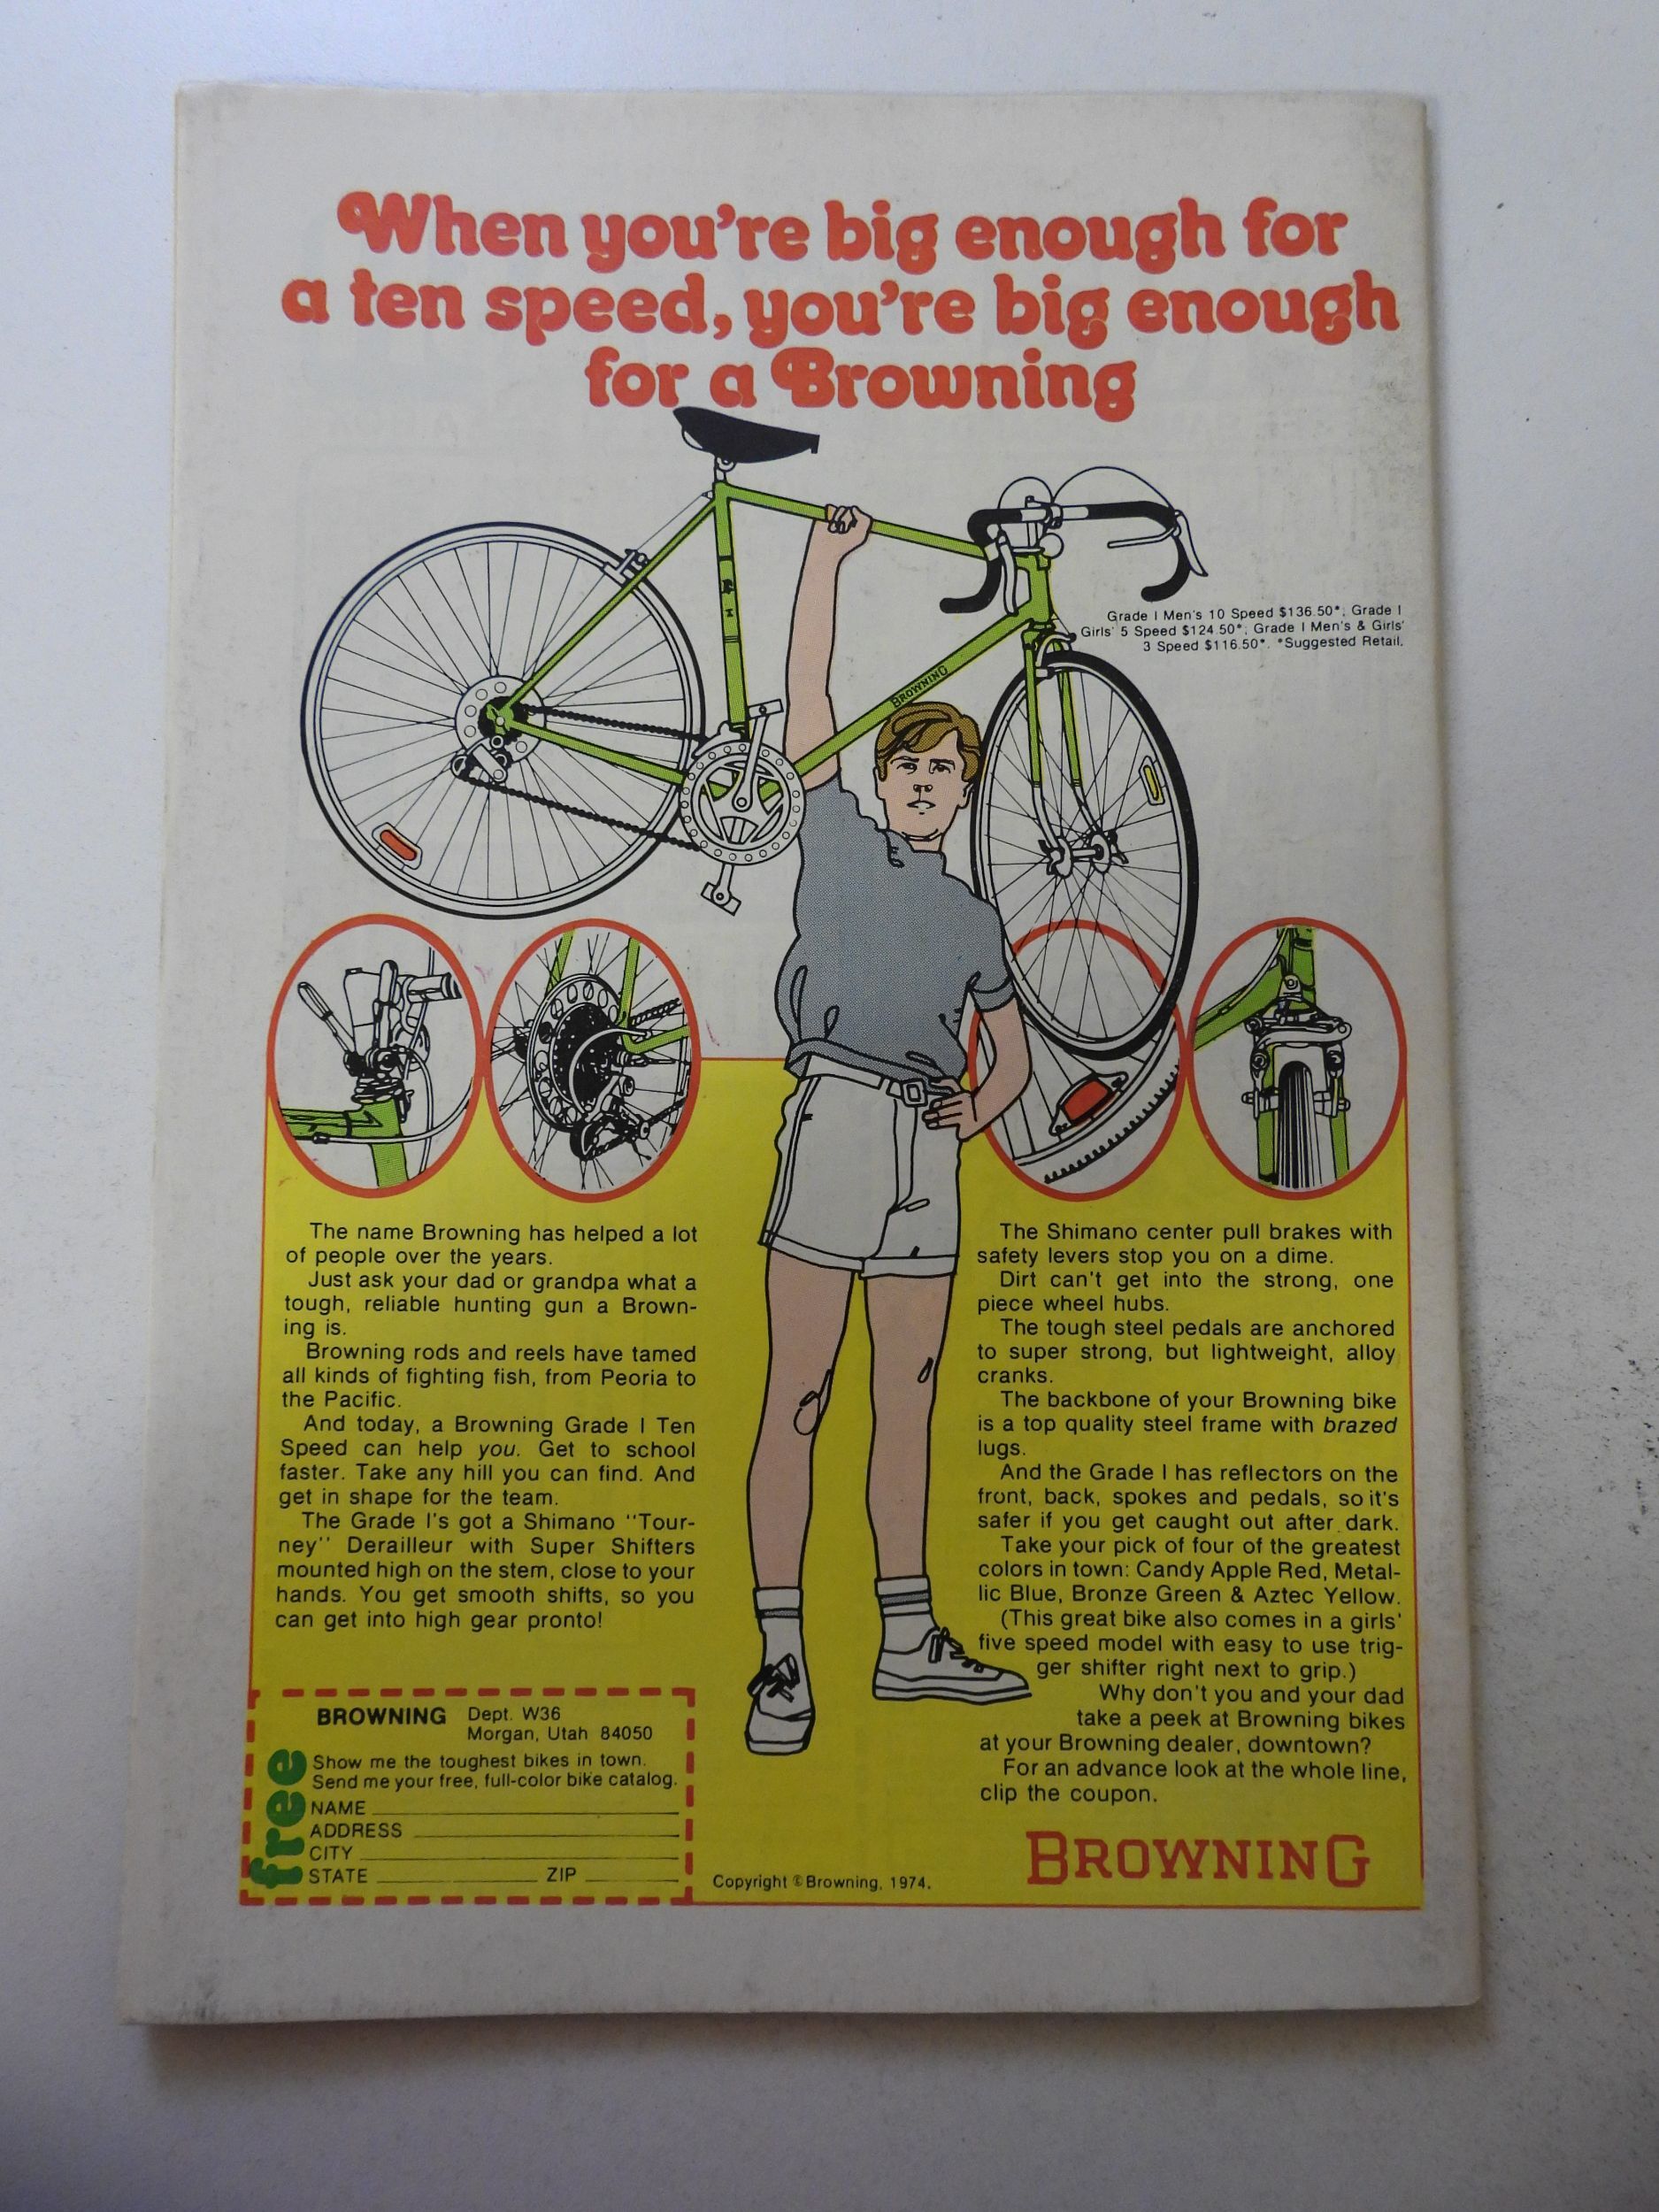 When you're big enough for
a ten speed, you're big enough
for a Browning
BROWNING
Grade I Men's 10 Speed $136.50*; Grade I
Girls' 5 Speed $124.50*; Grade I Men's & Girls'
3 Speed $116.50*. *Suggested Retail.
The name Browning has helped a lot
of people over the years.
Just ask your dad or grandpa what a
tough, reliable hunting gun a Brown-
ing is.
Browning rods and reels have tamed
all kinds of fighting fish, from Peoria to
the Pacific.
And today, a Browning Grade I Ten
Speed can help you. Get to school
faster. Take any hill you can find. And
get in shape for the team.
The Grade I's got a Shimano "Tour-
ney" Derailleur with Super Shifters
mounted high on the stem, close to your
hands. You get smooth shifts, so you
can get into high gear pronto!
The Shimano center pull brakes with
safety levers stop you on a dime.
Dirt can't get into the strong, one
piece wheel hubs.
The tough steel pedals are anchored
to super strong, but lightweight, alloy
cranks.
The backbone of your Browning bike
is a top quality steel frame with brazed
lugs.
And the Grade I has reflectors on the
front, back, spokes and pedals, so it's
safer if you get caught out after dark.
Take your pick of four of the greatest
colors in town: Candy Apple Red, Metal-
lic Blue, Bronze Green & Aztec Yellow.
(This great bike also comes in a girls'
five speed model with easy to use trig-
ger shifter right next to grip.)
Why don't you and your dad
take a peek at Browning bikes
at your Browning dealer, downtown?
For an advance look at the whole line,
clip the coupon.
BROWNING Dept. W36
Morgan, Utah 84050
free
Show me the toughest bikes in town.
Send me your free, full-color bike catalog.
NAME
ADDRESS
CITY
STATE ZIP
Copyright © Browning, 1974.
BROWNING